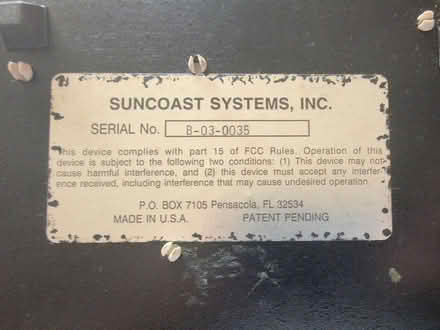 SUNCOAST SYSTEMS, INC.
SERIAL No. B-03-0035
This device complies with part 15 of FCC Rules. Operation of this
device is subject to the following two conditions: (1) This device may not
cause harmful interference, and (2) this device must accept any interfer-
ence received, including interference that may cause undesired operation
P.O. BOX 7105 Pensacola, FL 32534
MADE IN U.S.A. PATENT PENDING